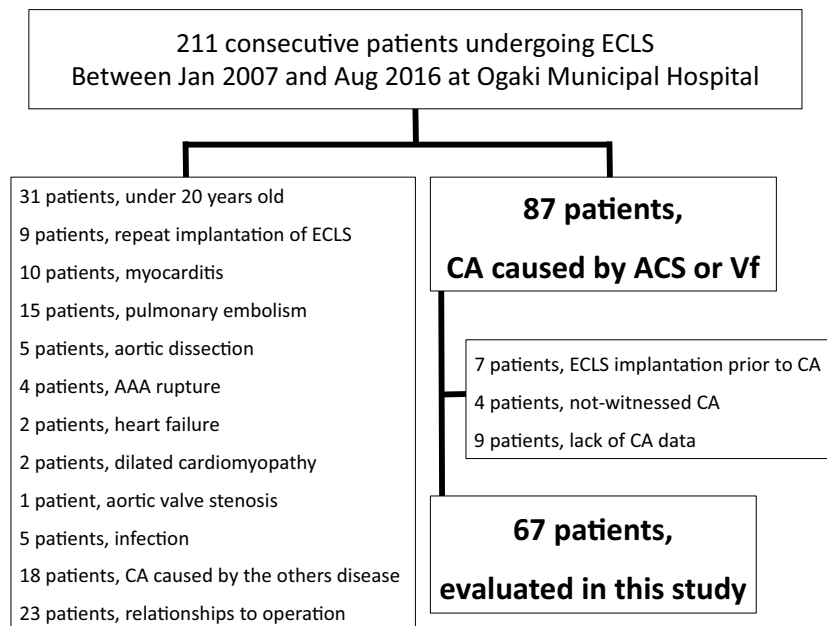 211 consecutive patients undergoing ECLS
Between Jan 2007 and Aug 2016 at Ogaki Municipal Hospital
31 patients, under 20 years old
9 patients, repeat implantation of ECLS
10 patients, myocarditis
15 patients, pulmonary embolism
5 patients, aortic dissection
4 patients, AAA rupture
2 patients, heart failure
2 patients, dilated cardiomyopathy
1 patient, aortic valve stenosis
5 patients, infection
18 patients, CA caused by the others disease
23 patients, relationships to operation
87 patients,
CA caused by ACS or Vf
7 patients, ECLS implantation prior to CA
4 patients, not-witnessed CA
9 patients, lack of CA data
67 patients,
evaluated in this study